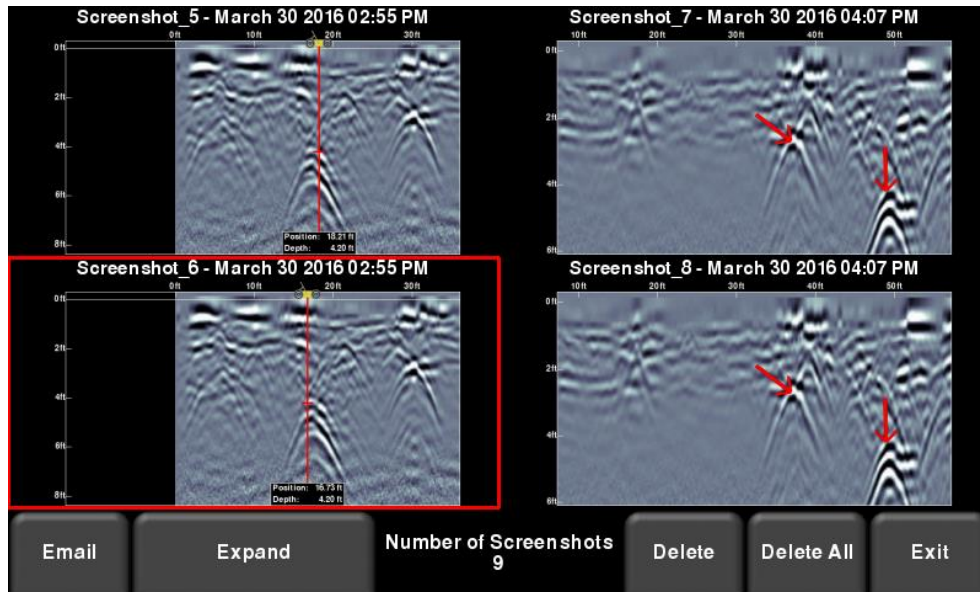 Screenshot_5 - March 30 2016 02:55 PM
0ft 10ft 20ft 30ft
0ft
2ft
4ft
6ft
8ft
Position: 18.21 ft
Depth: 4.20 ft
Screenshot_7 - March 30 2016 04:07 PM
10ft 20ft 30ft 40ft 50ft
0ft
2ft
4ft
6ft
Screenshot_6 - March 30 2016 02:55 PM
0ft 10ft 20ft 30ft
0ft
2ft
4ft
6ft
8ft
Position: 16.73 ft
Depth: 4.20 ft
Screenshot_8 - March 30 2016 04:07 PM
10ft 20ft 30ft 40ft 50ft
0ft
2ft
4ft
6ft
Email
Expand
Number of Screenshots
9
Delete
Delete All
Exit